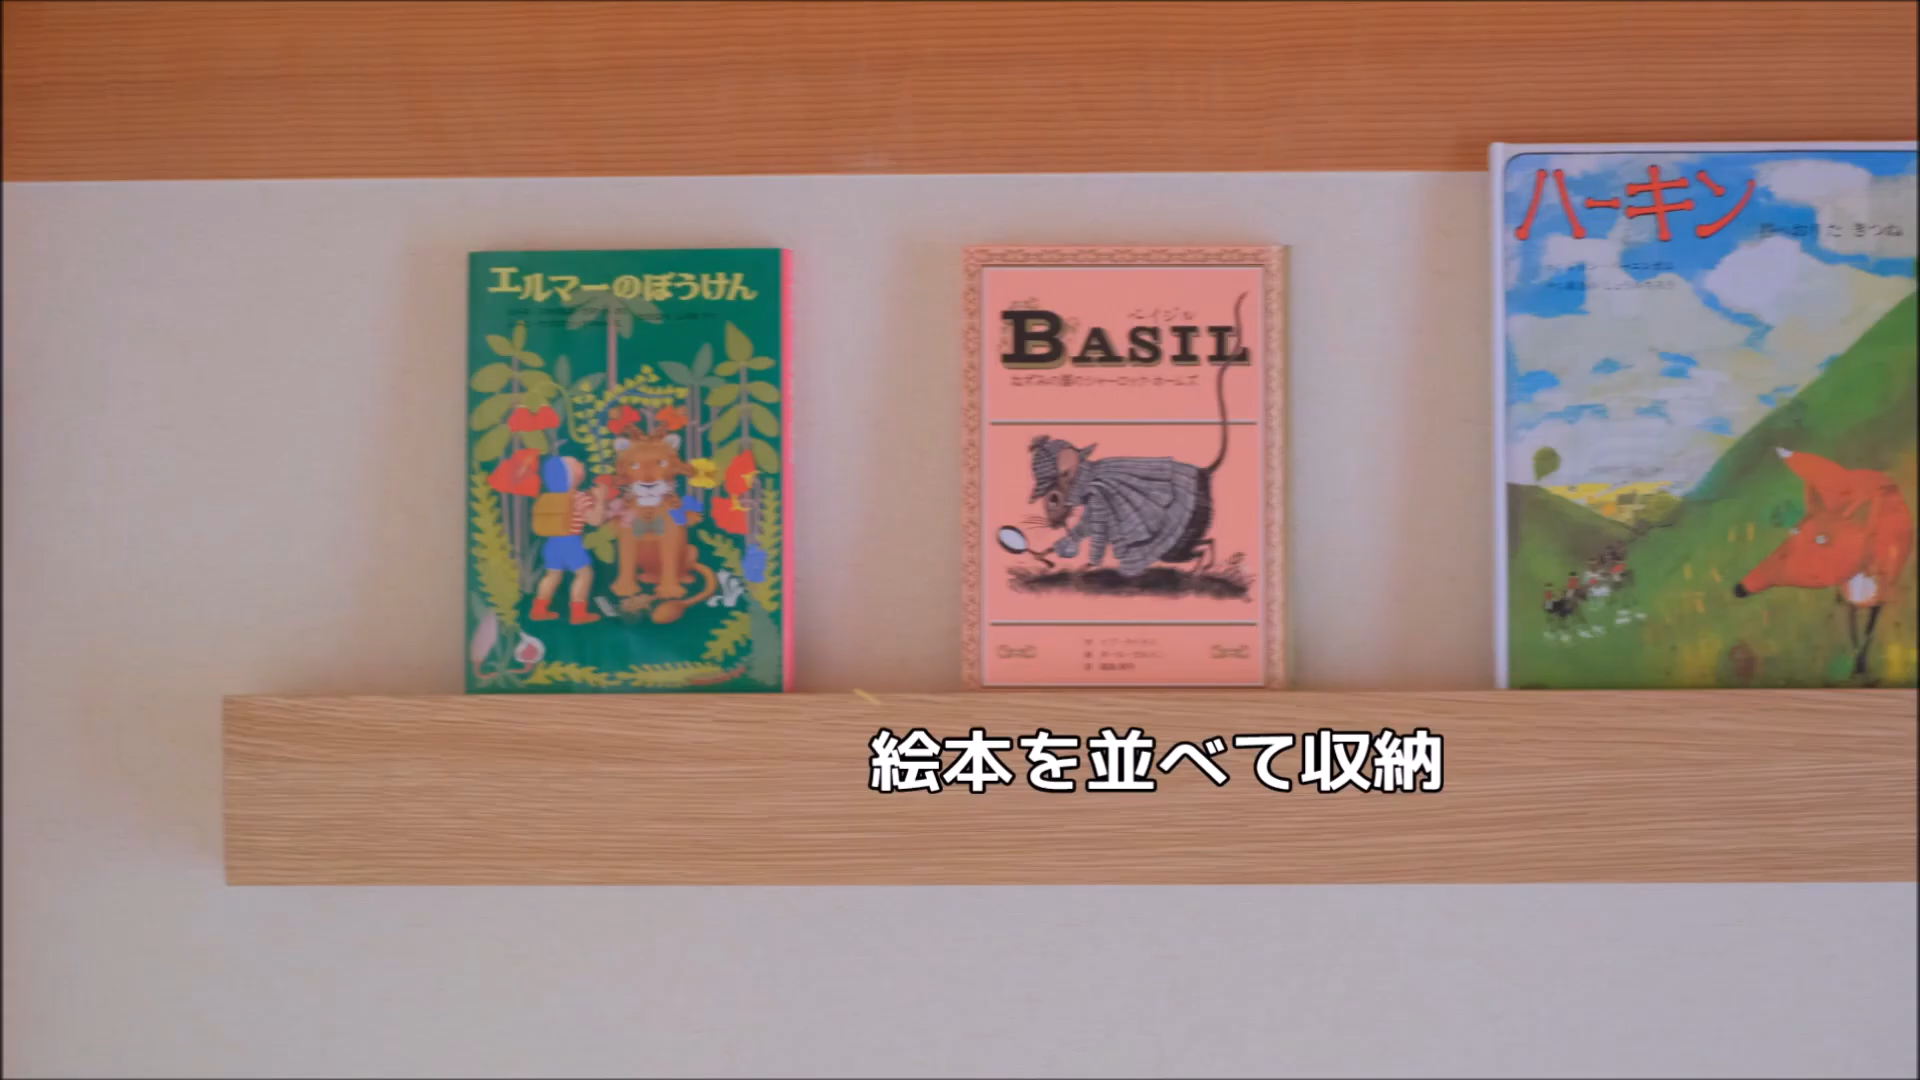 エルマーのぼうけん
ベイジル
BASIL
ねずみの国のシャーロック・ホームズ
ハーキン
谷へおりた きつね
絵本を並べて収納